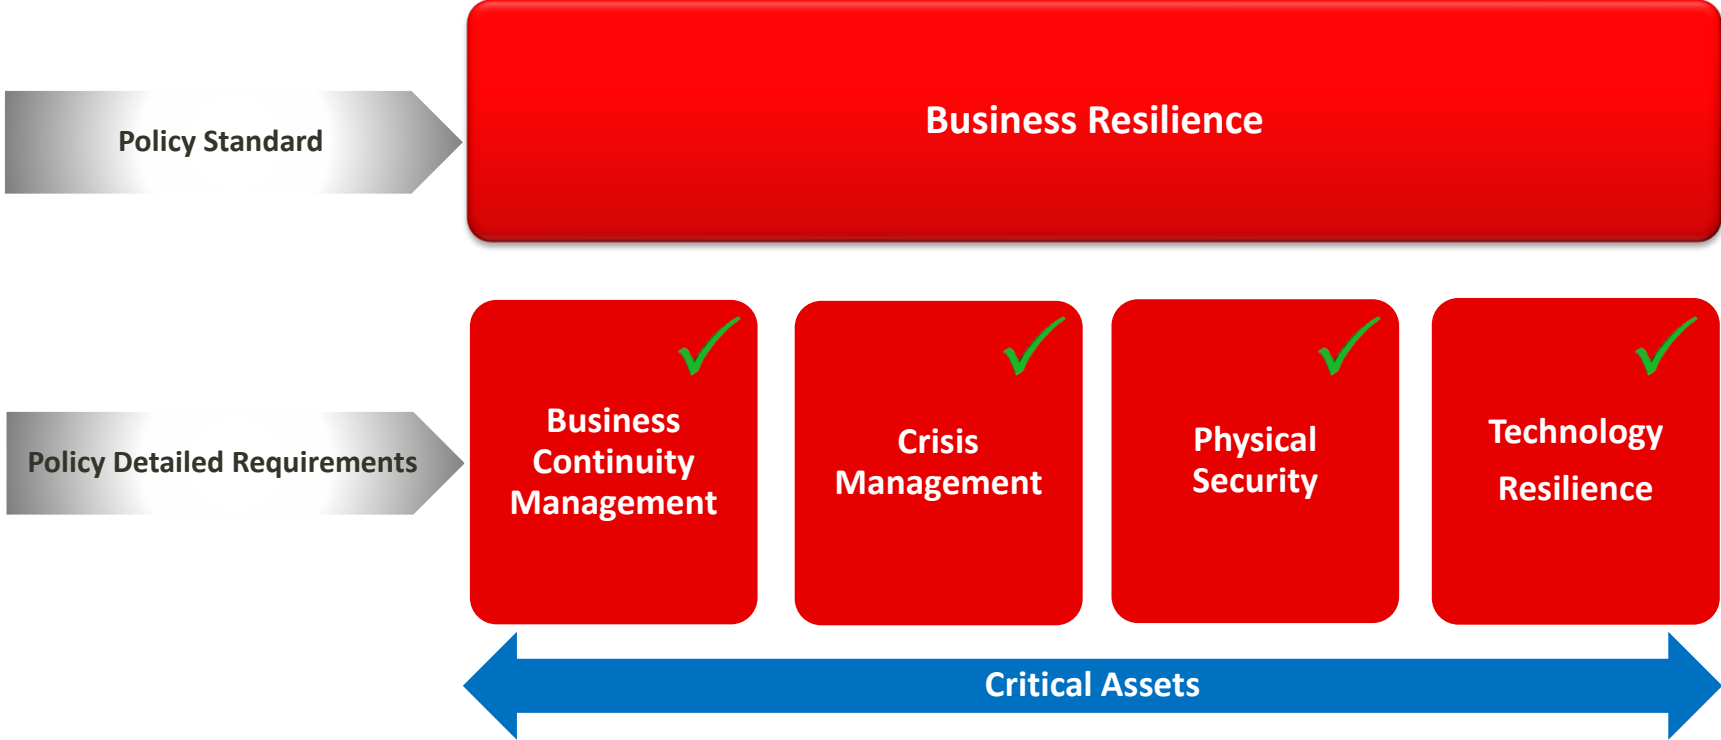 Business Resilience
Policy Standard
Business
Continuity
Management
Crisis
Management
Physical
Security
Technology
Resilience
Policy Detailed Requirements
Critical Assets